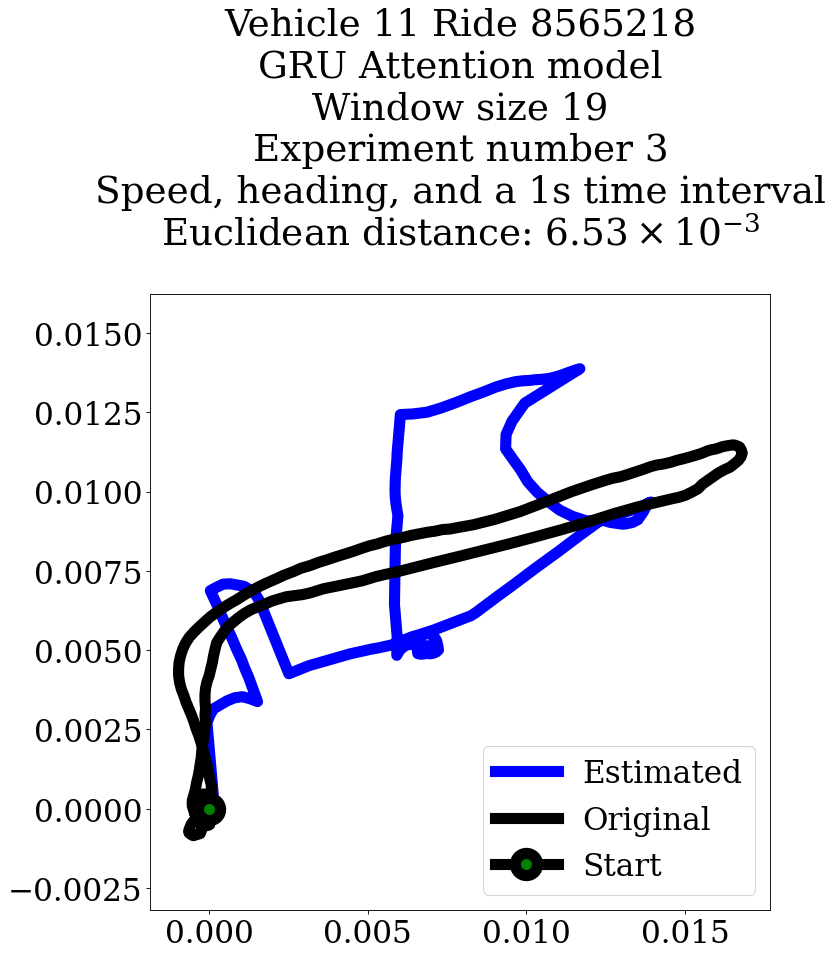 Vehicle 11 Ride 8565218
GRU Attention model
Window size 19
Experiment number 3
Speed, heading, and a 1s time interval
Euclidean distance: 6.53 × 10⁻³
0.0150
0.0125
0.0100
0.0075
0.0050
0.0025
0.0000
−0.0025
Estimated
Original
Start
0.000 0.005 0.010 0.015